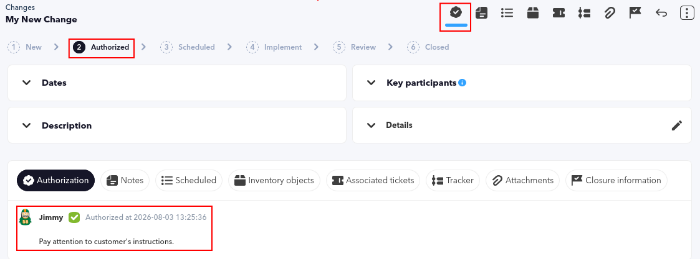 Changes
My New Change
1 New
2 Authorized
3 Scheduled
4 Implement
5 Review
6 Closed
Dates
Key participants
Description
Details
Authorization
Notes
Scheduled
Inventory objects
Associated tickets
Tracker
Attachments
Closure information
Jimmy Authorized at 2026-08-03 13:25:36
Pay attention to customer's instructions.